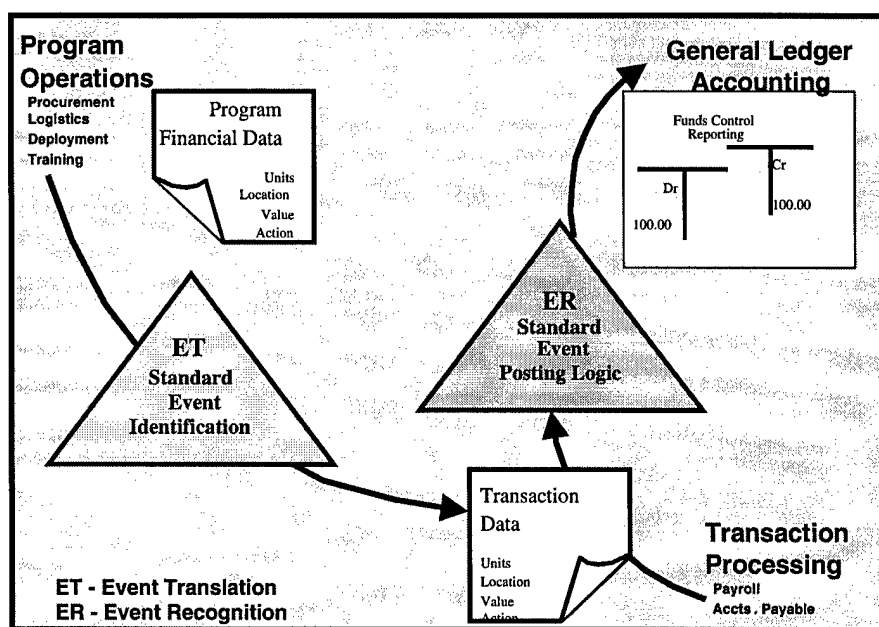 Program
Operations
Procurement
Logistics
Deployment
Training
Program
Financial Data
Units
Location
Value
Action
General Ledger
Accounting
Funds Control
Reporting
Dr
100.00
Cr
100.00
ET
Standard
Event
Identification
ER
Standard
Event
Posting Logic
Transaction
Data
Units
Location
Value
Action
Transaction
Processing
Payroll
Accts . Payable
ET - Event Translation
ER - Event Recognition